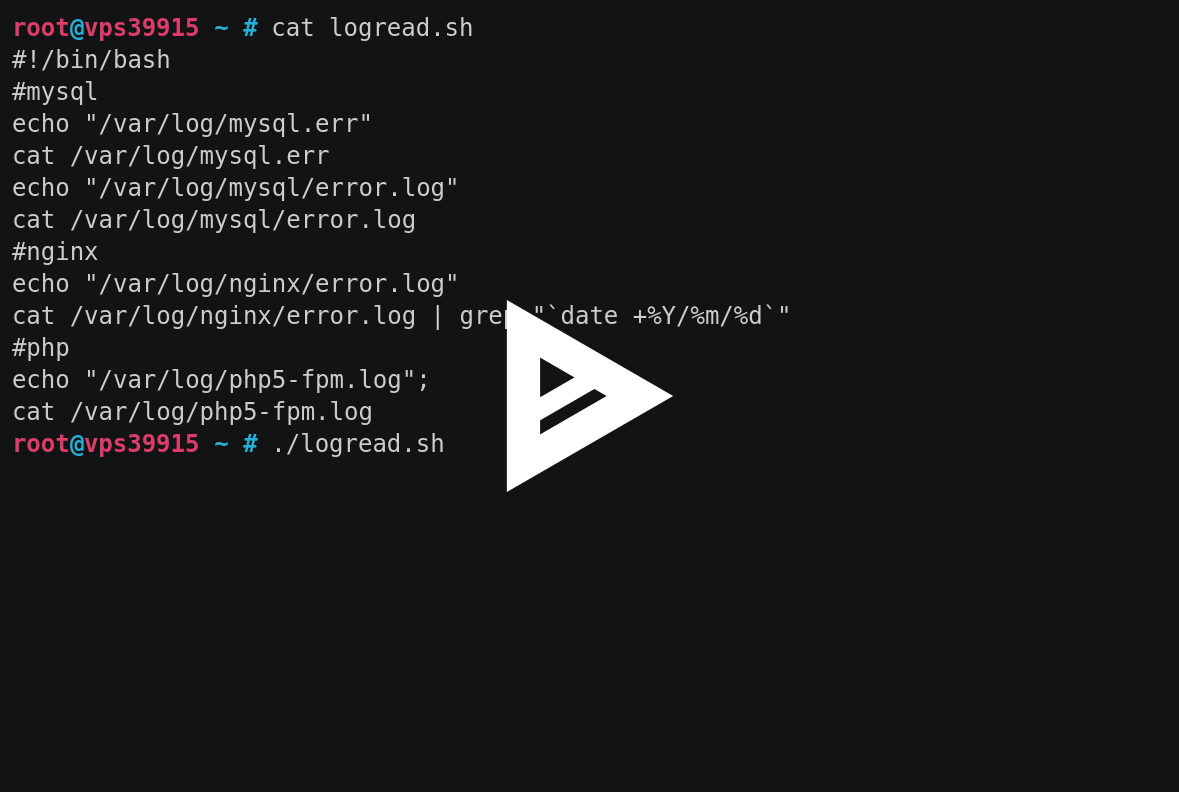 root@vps39915 ~ # cat logread.sh
#!/bin/bash
#mysql
echo "/var/log/mysql.err"
cat /var/log/mysql.err
echo "/var/log/mysql/error.log"
cat /var/log/mysql/error.log
#nginx
echo "/var/log/nginx/error.log"
cat /var/log/nginx/error.log | grep "`date +%Y/%m/%d`"
#php
echo "/var/log/php5-fpm.log";
cat /var/log/php5-fpm.log
root@vps39915 ~ # ./logread.sh